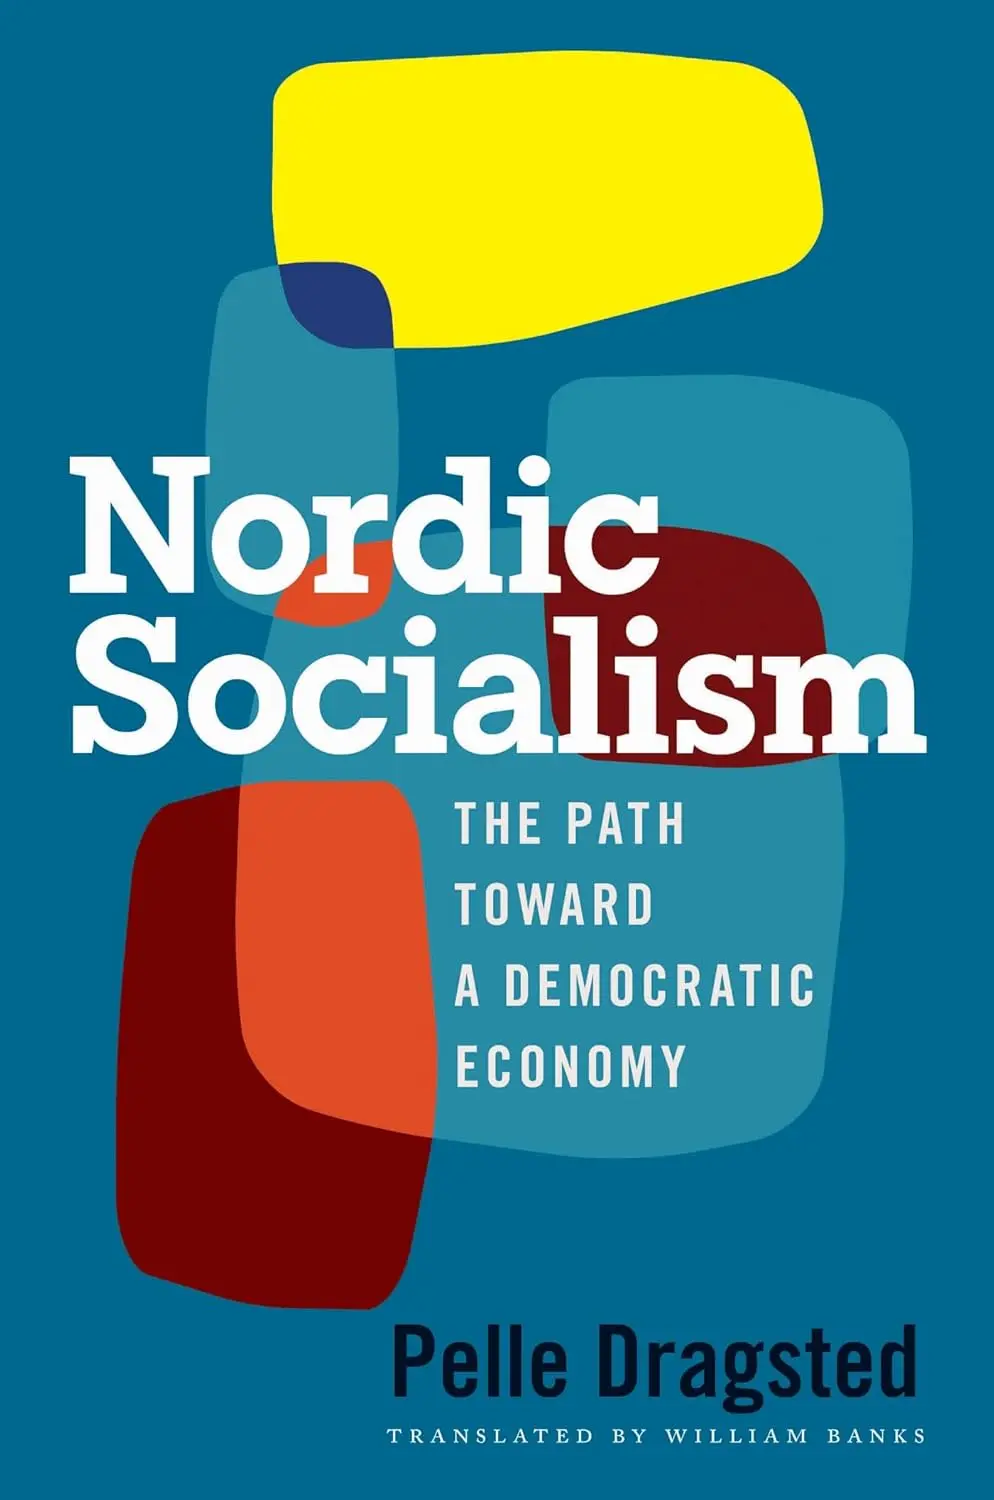 Nordic
Socialism
THE PATH
TOWARD
A DEMOCRATIC
ECONOMY
Pelle Dragsted
TRANSLATED BY WILLIAM BANKS